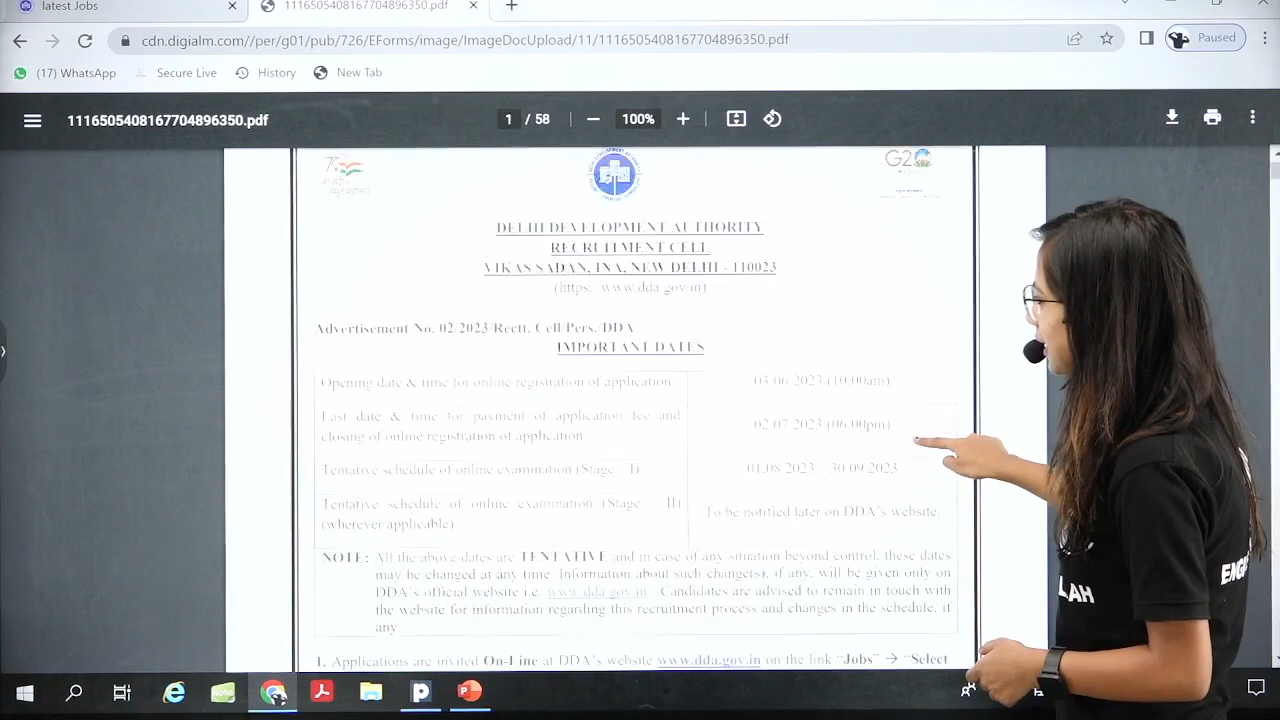 latest Jobs
1116505408167704896350.pdf
cdn.digialm.com//per/g01/pub/726/EForms/image/ImageDocUpload/11/1116505408167704896350.pdf
Paused
(17) WhatsApp
Secure Live
History
New Tab
1116505408167704896350.pdf
1 / 58
100%
G20
DELHI DEVELOPMENT AUTHORITY
RECRUITMENT CELL
VIKAS SADAN, INA, NEW DELHI - 110023
(https://www.dda.gov.in)
Advertisement No. 02/2023/Rectt. Cell/Pers./DDA
IMPORTANT DATES
Opening date & time for online registration of application
03.06.2023 (10:00am)
Last date & time for payment of application fee and
closing of online registration of application.
02.07.2023 (06:00pm)
Tentative schedule of online examination (Stage – I)
01.08.2023 – 30.09.2023
Tentative schedule of online examination (Stage – II)
(wherever applicable)
To be notified later on DDA's website.
NOTE: All the above dates are TENTATIVE and in case of any situation beyond control, these dates
may be changed at any time. Information about such change(s), if any, will be given only on
DDA's official website i.e. www.dda.gov.in . Candidates are advised to remain in touch with
the website for information regarding this recruitment process and changes in the schedule, if
any.
1. Applications are invited On-Line at DDA's website www.dda.gov.in on the link "Jobs" → "Select
LAH